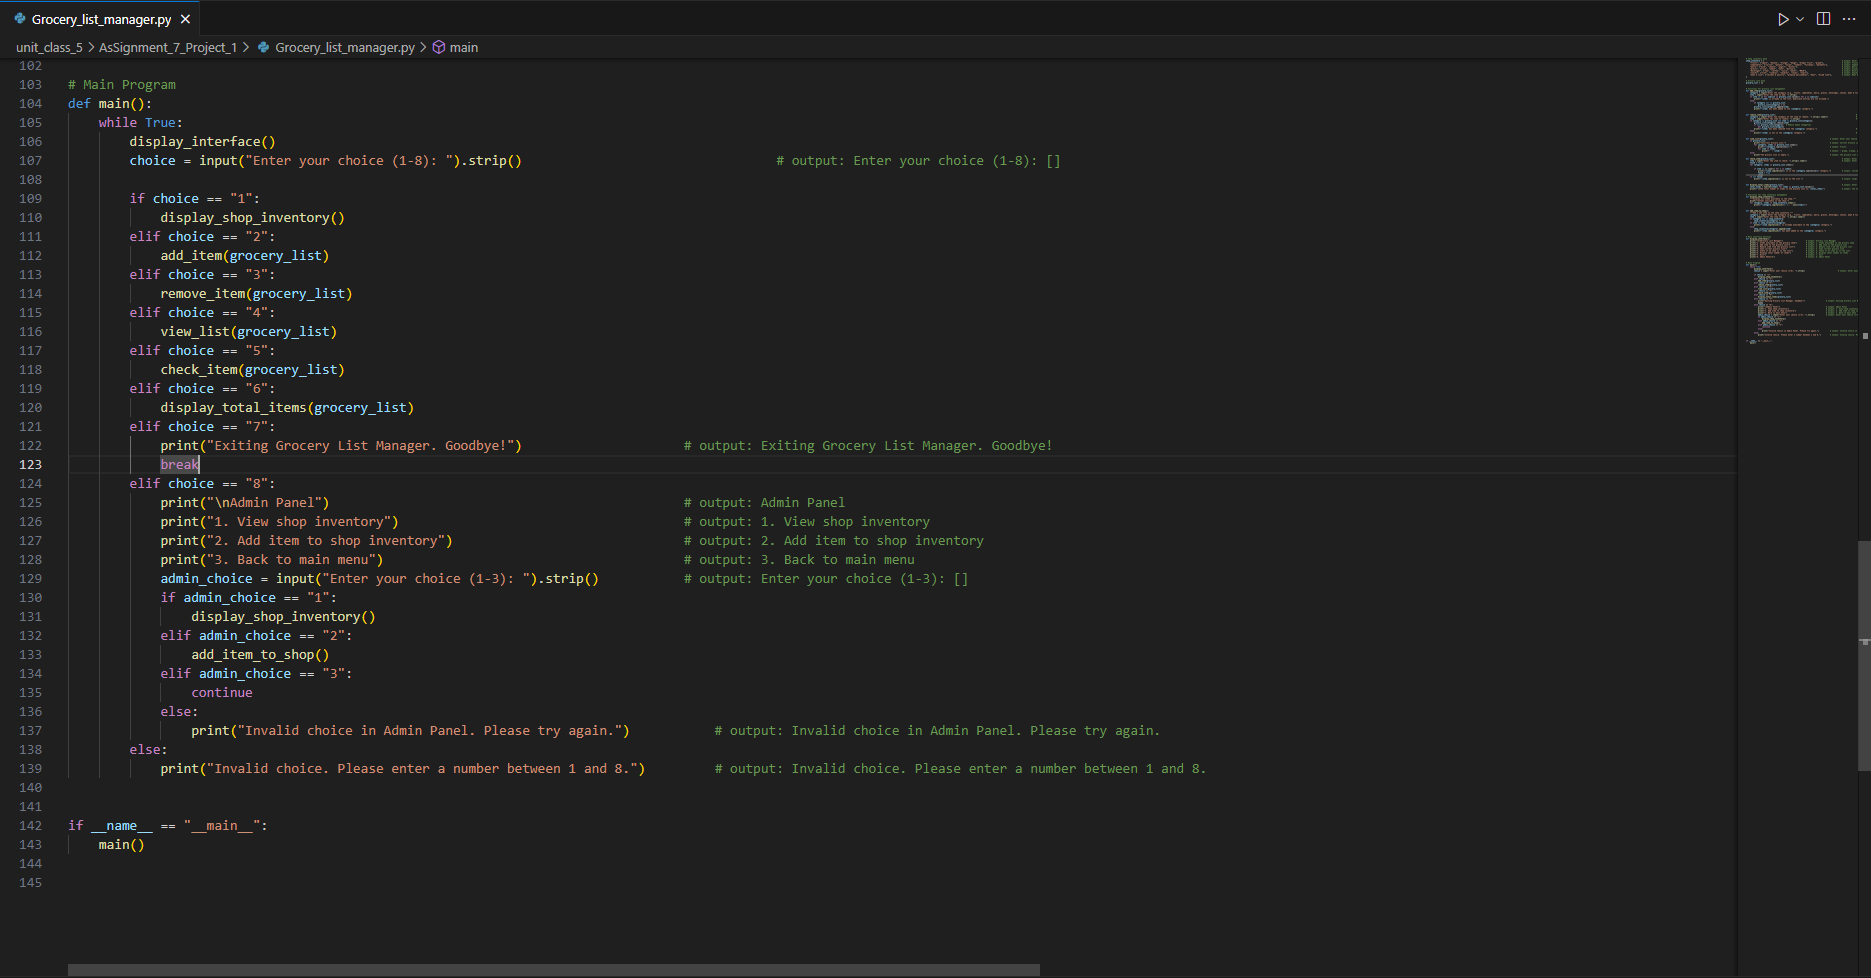 Grocery_list_manager.py
unit_class_5 > AsSignment_7_Project_1 > Grocery_list_manager.py > main
102
103 # Main Program
104 def main():
105     while True:
106         display_interface()
107         choice = input("Enter your choice (1-8): ").strip()                                 # output: Enter your choice (1-8): []
108
109         if choice == "1":
110             display_shop_inventory()
111         elif choice == "2":
112             add_item(grocery_list)
113         elif choice == "3":
114             remove_item(grocery_list)
115         elif choice == "4":
116             view_list(grocery_list)
117         elif choice == "5":
118             check_item(grocery_list)
119         elif choice == "6":
120             display_total_items(grocery_list)
121         elif choice == "7":
122             print("Exiting Grocery List Manager. Goodbye!")                     # output: Exiting Grocery List Manager. Goodbye!
123             break
124         elif choice == "8":
125             print("\nAdmin Panel")                                              # output: Admin Panel
126             print("1. View shop inventory")                                     # output: 1. View shop inventory
127             print("2. Add item to shop inventory")                              # output: 2. Add item to shop inventory
128             print("3. Back to main menu")                                       # output: 3. Back to main menu
129             admin_choice = input("Enter your choice (1-3): ").strip()           # output: Enter your choice (1-3): []
130             if admin_choice == "1":
131                 display_shop_inventory()
132             elif admin_choice == "2":
133                 add_item_to_shop()
134             elif admin_choice == "3":
135                 continue
136             else:
137                 print("Invalid choice in Admin Panel. Please try again.")           # output: Invalid choice in Admin Panel. Please try again.
138         else:
139             print("Invalid choice. Please enter a number between 1 and 8.")         # output: Invalid choice. Please enter a number between 1 and 8.
140
141
142 if __name__ == "__main__":
143     main()
144
145